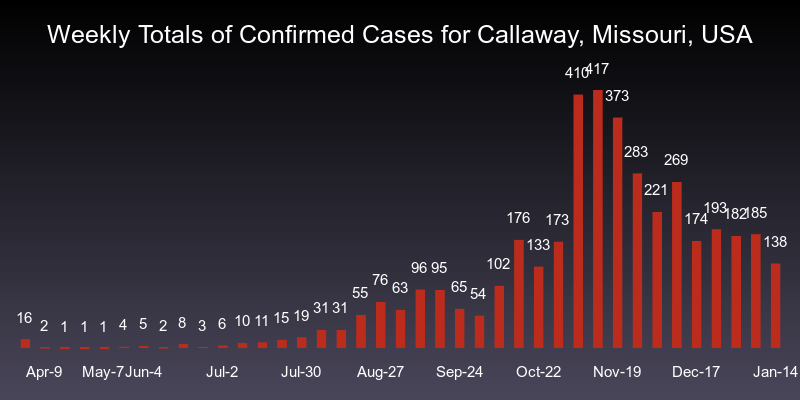 Weekly Totals of Confirmed Cases for Callaway, Missouri, USA
16 2 1 1 1 4 5 2 8 3 6 10 11 15 19 31 31 55 76 63 96 95 65 54 102 176 133 173 410 417 373 283 221 269 174 193 182 185 138
Apr-9 May-7 Jun-4 Jul-2 Jul-30 Aug-27 Sep-24 Oct-22 Nov-19 Dec-17 Jan-14